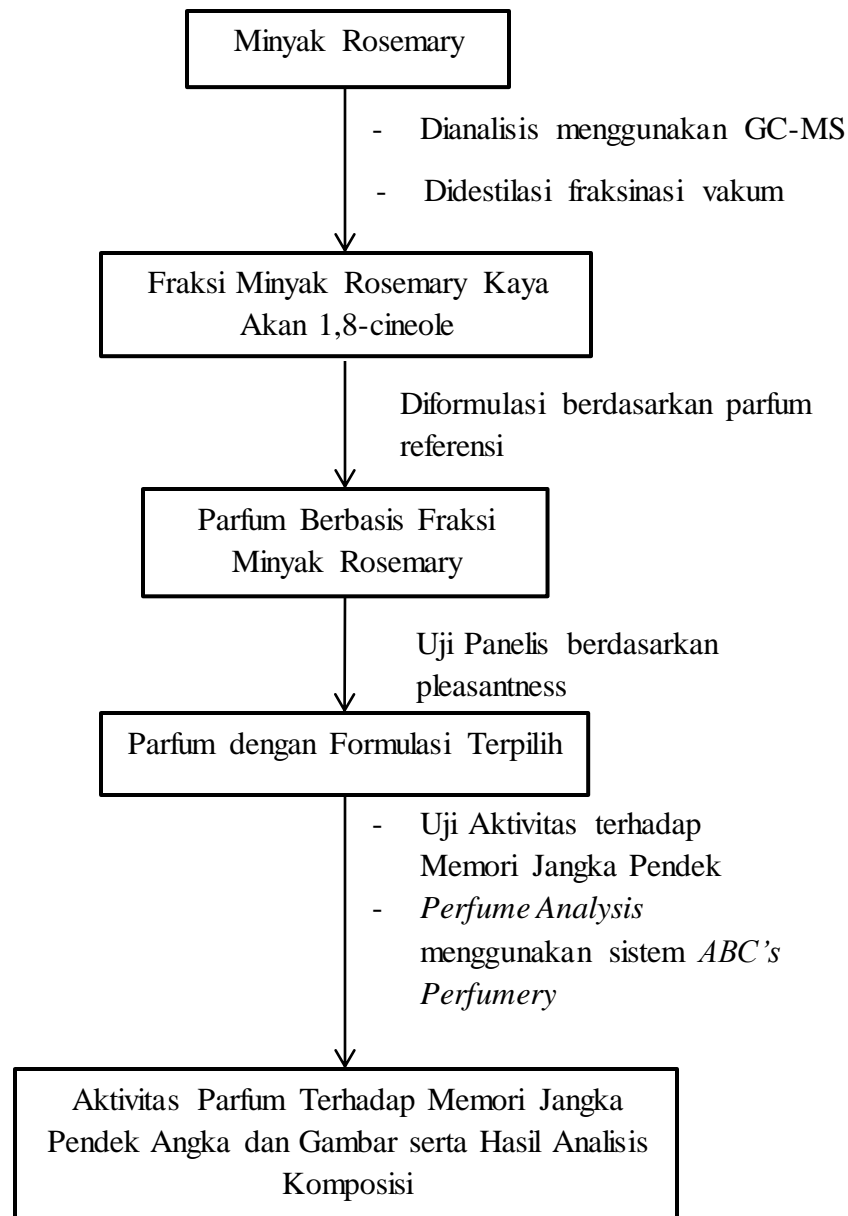 Minyak Rosemary
- Dianalisis menggunakan GC-MS
- Didestilasi fraksinasi vakum
Fraksi Minyak Rosemary Kaya
Akan 1,8-cineole
Diformulasi berdasarkan parfum
referensi
Parfum Berbasis Fraksi
Minyak Rosemary
Uji Panelis berdasarkan
pleasantness
Parfum dengan Formulasi Terpilih
- Uji Aktivitas terhadap
Memori Jangka Pendek
- Perfume Analysis
menggunakan sistem ABC’s
Perfumery
Aktivitas Parfum Terhadap Memori Jangka
Pendek Angka dan Gambar serta Hasil Analisis
Komposisi